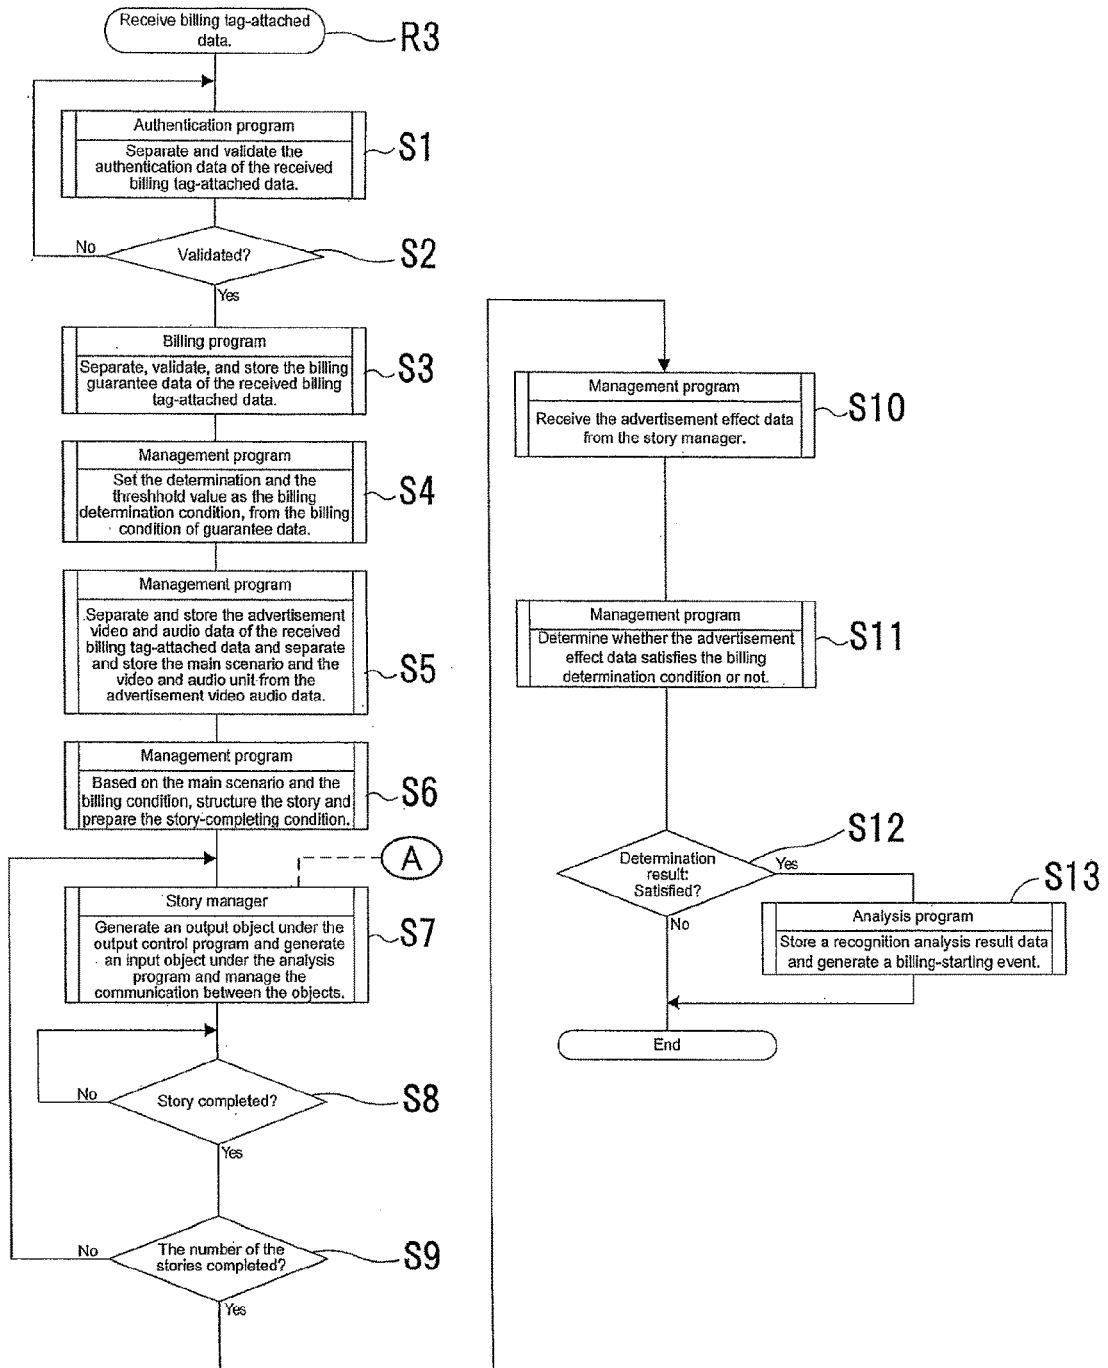 Receive billing tag-attached
data.
R3
Authentication program
Separate and validate the
authentication data of the received
billing tag-attached data.
S1
Validated?
S2
No
Yes
Billing program
Separate, validate, and store the billing
guarantee data of the received billing
tag-attached data.
S3
Management program
Set the determination and the
threshhold value as the billing
determination condition, from the billing
condition of guarantee data.
S4
Management program
Separate and store the advertisement
video and audio data of the received
billing tag-attached data and separate
and store the main scenario and the
video and audio unit from the
advertisement video audio data.
S5
Management program
Based on the main scenario and the
billing condition, structure the story and
prepare the story-completing condition.
S6
A
Story manager
Generate an output object under the
output control program and generate
an input object under the analysis
program and manage the
communication between the objects.
S7
No
Story completed?
S8
Yes
No
The number of the
stories completed?
S9
Yes
Management program
Receive the advertisement effect data
from the story manager.
S10
Management program
Determine whether the advertisement
effect data satisfies the billing
determination condition or not.
S11
Determination
result:
Satisfied?
S12
Yes
No
Analysis program
Store a recognition analysis result data
and generate a billing-starting event.
S13
End